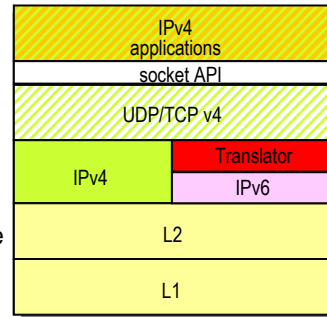 IPv4
applications
socket API
UDP/TCP v4
IPv4
Translator
IPv6
e
L2
L1